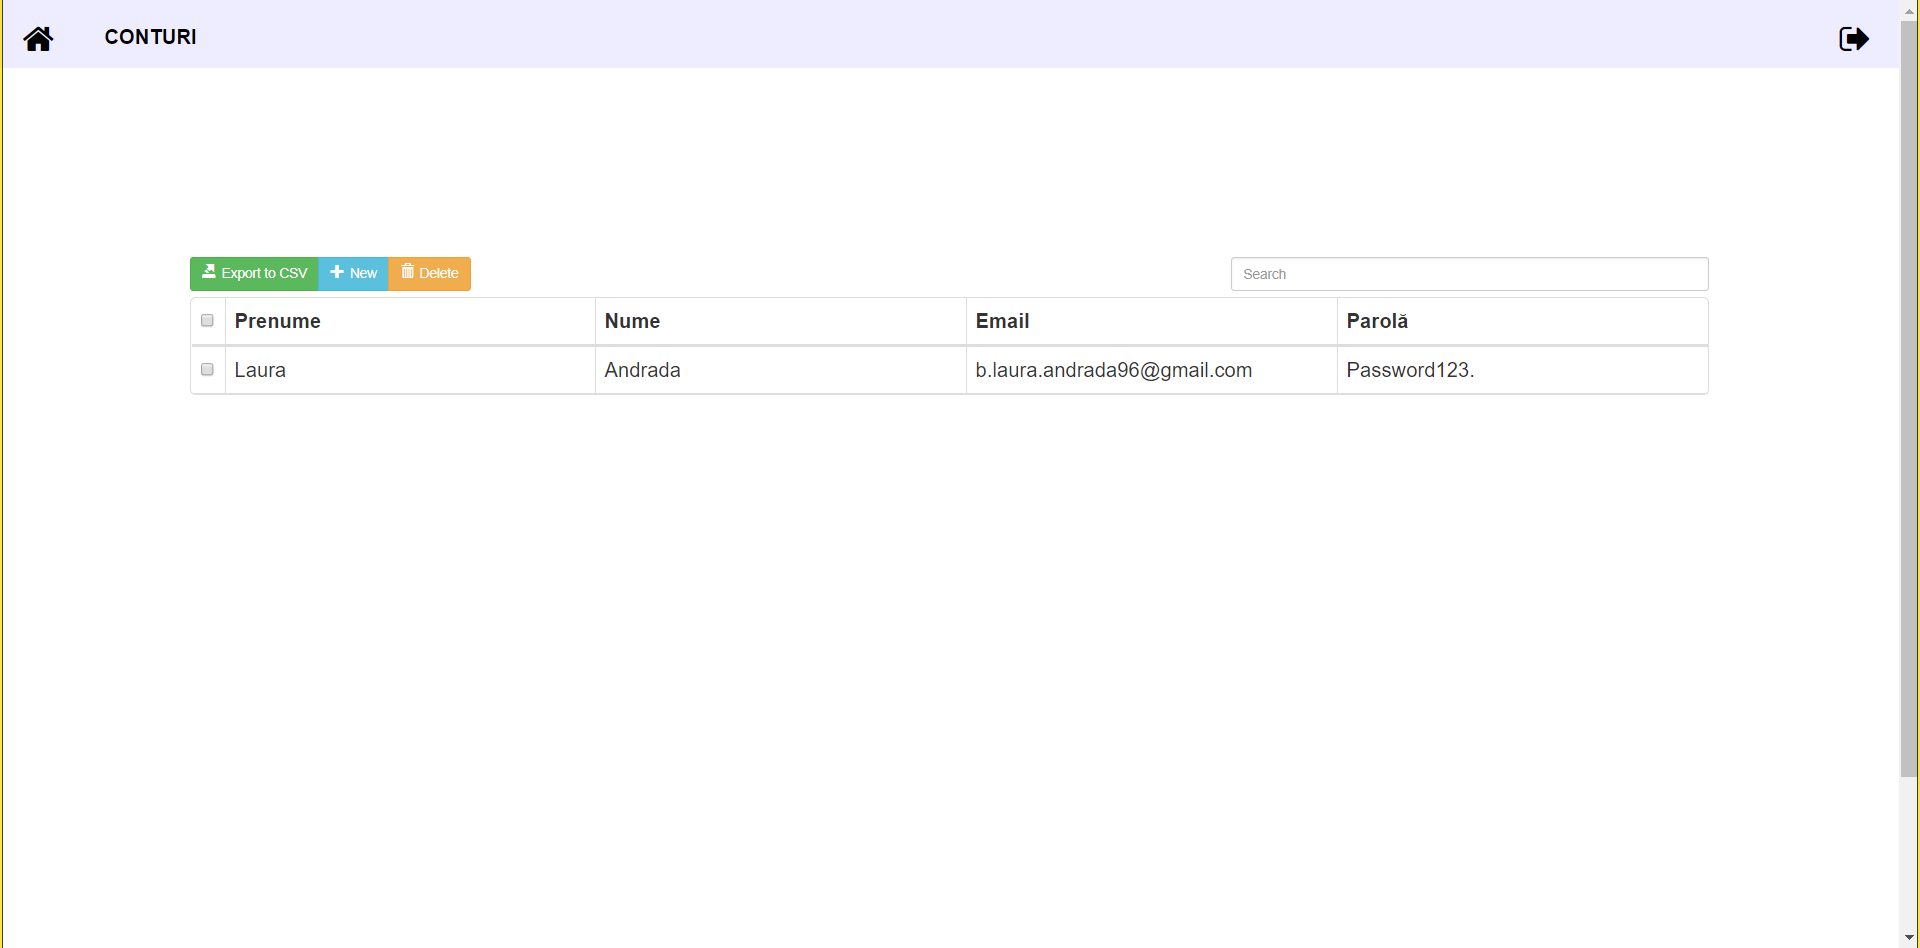 CONTURI
Export to CSV New Delete Search
Prenume Nume Email Parolă
Laura Andrada b.laura.andrada96@gmail.com Password123.